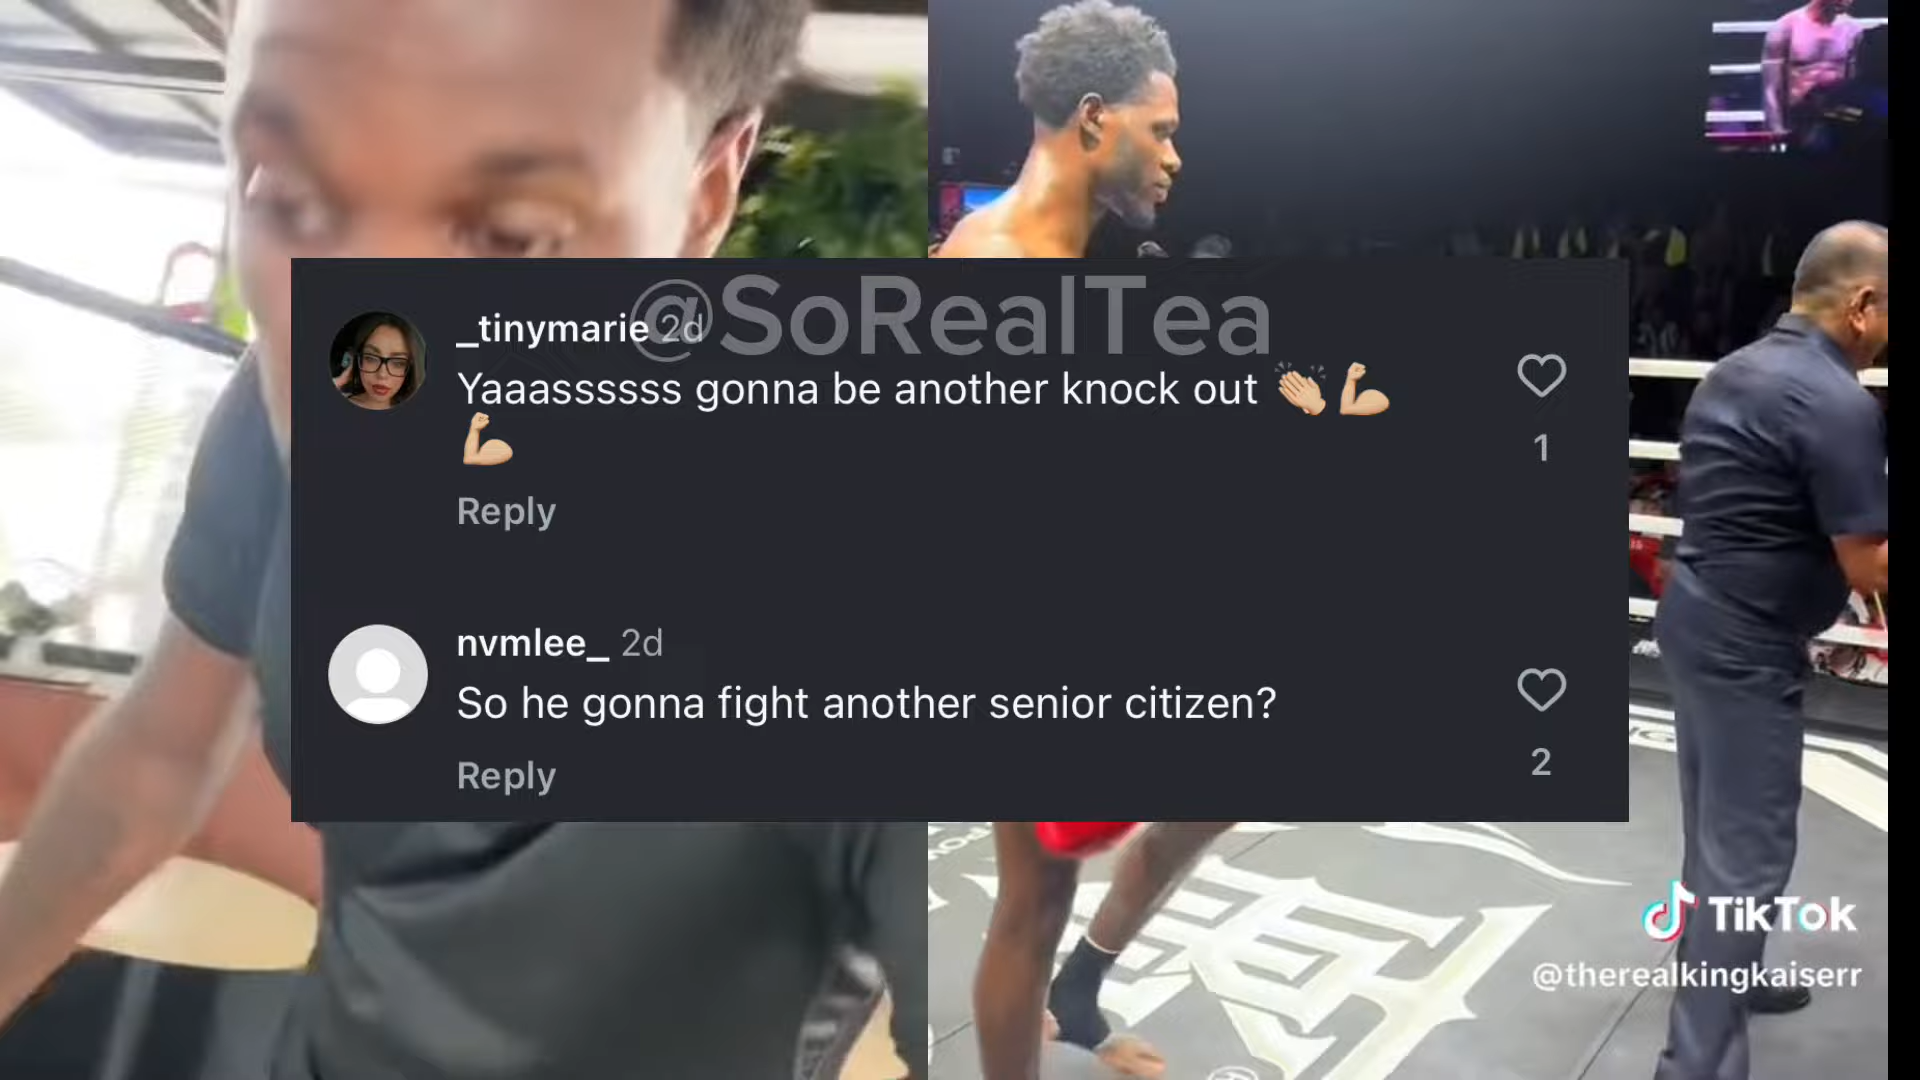 @SoRealTea
_tinymarie 2d
Yaaassssss gonna be another knock out 👏🏼💪🏼
💪🏼
1
Reply
nvmlee_ 2d
So he gonna fight another senior citizen?
2
Reply
TikTok
@therealkingkaiserr